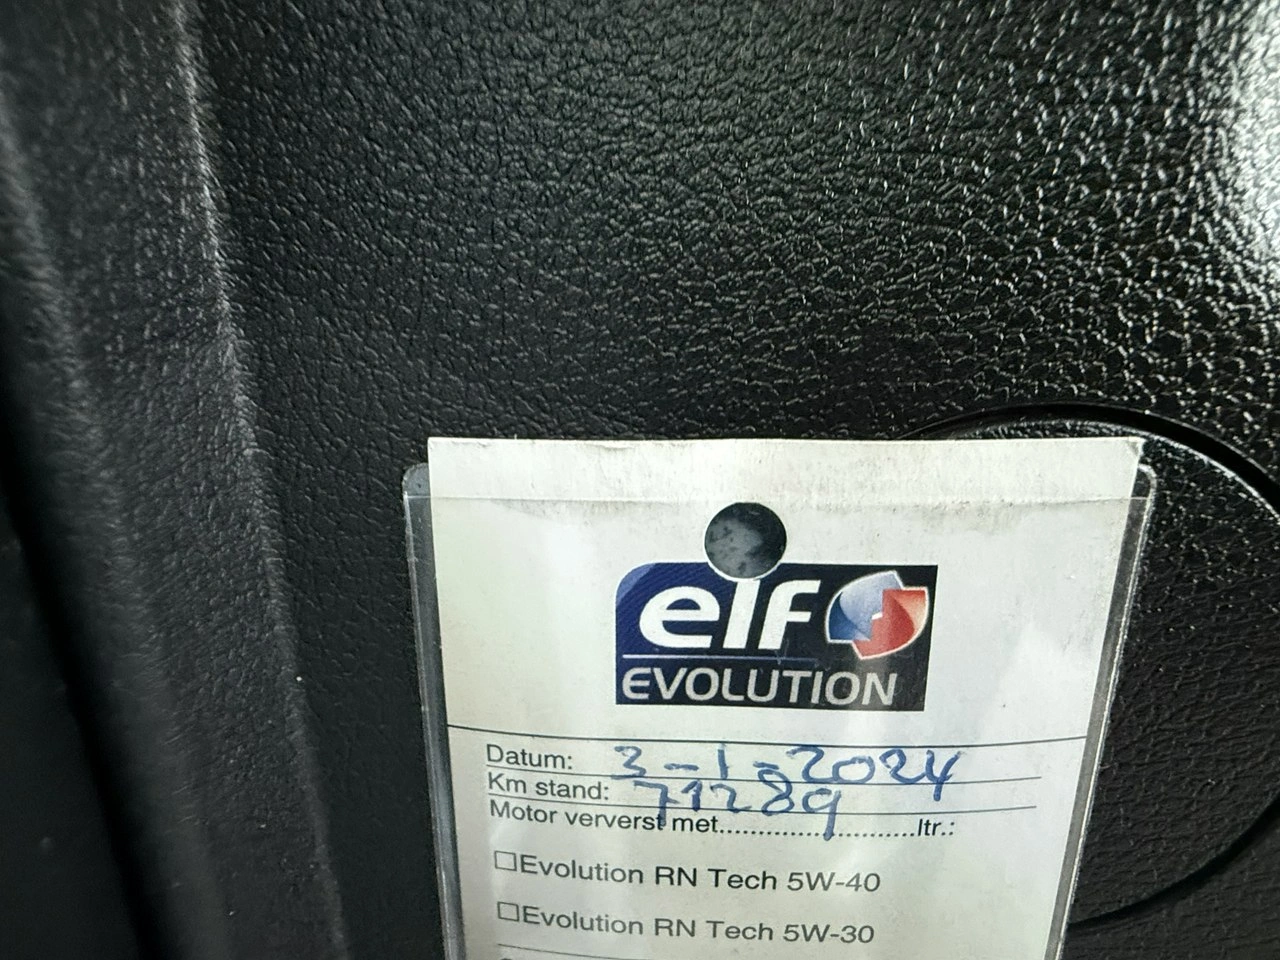 elf
EVOLUTION
Datum: 3-1-2024
Km stand: 71289
Motor ververst met........................ltr.:
☐Evolution RN Tech 5W-40
☐Evolution RN Tech 5W-30